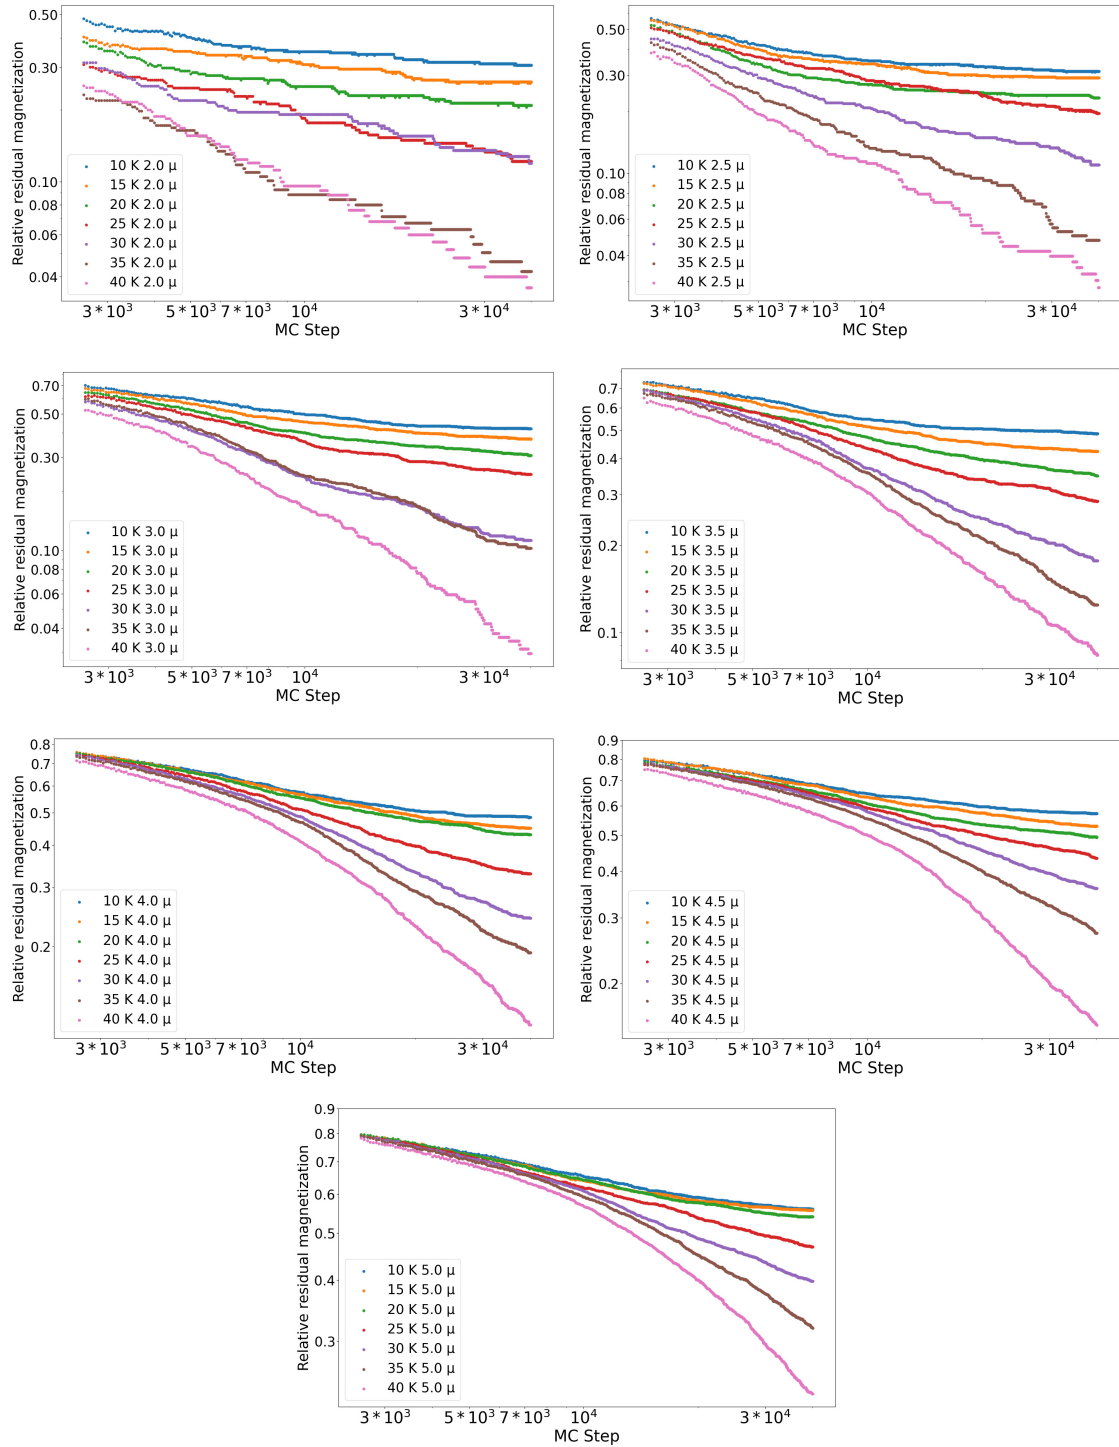 Relative residual magnetization
0.50
0.30
0.10
0.08
0.06
0.04
10 K 2.0 μ
15 K 2.0 μ
20 K 2.0 μ
25 K 2.0 μ
30 K 2.0 μ
35 K 2.0 μ
40 K 2.0 μ
3 * 10³ 5 * 10³ 7 * 10³ 10⁴ 3 * 10⁴
MC Step
Relative residual magnetization
0.50
0.30
0.10
0.08
0.06
0.04
10 K 2.5 μ
15 K 2.5 μ
20 K 2.5 μ
25 K 2.5 μ
30 K 2.5 μ
35 K 2.5 μ
40 K 2.5 μ
3 * 10³ 5 * 10³ 7 * 10³ 10⁴ 3 * 10⁴
MC Step
Relative residual magnetization
0.70
0.50
0.30
0.10
0.08
0.06
0.04
10 K 3.0 μ
15 K 3.0 μ
20 K 3.0 μ
25 K 3.0 μ
30 K 3.0 μ
35 K 3.0 μ
40 K 3.0 μ
3 * 10³ 5 * 10³ 7 * 10³ 10⁴ 3 * 10⁴
MC Step
Relative residual magnetization
0.7
0.6
0.5
0.4
0.3
0.2
0.1
10 K 3.5 μ
15 K 3.5 μ
20 K 3.5 μ
25 K 3.5 μ
30 K 3.5 μ
35 K 3.5 μ
40 K 3.5 μ
3 * 10³ 5 * 10³ 7 * 10³ 10⁴ 3 * 10⁴
MC Step
Relative residual magnetization
0.8
0.7
0.6
0.5
0.4
0.3
0.2
10 K 4.0 μ
15 K 4.0 μ
20 K 4.0 μ
25 K 4.0 μ
30 K 4.0 μ
35 K 4.0 μ
40 K 4.0 μ
3 * 10³ 5 * 10³ 7 * 10³ 10⁴ 3 * 10⁴
MC Step
Relative residual magnetization
0.9
0.8
0.7
0.6
0.5
0.4
0.3
0.2
10 K 4.5 μ
15 K 4.5 μ
20 K 4.5 μ
25 K 4.5 μ
30 K 4.5 μ
35 K 4.5 μ
40 K 4.5 μ
3 * 10³ 5 * 10³ 7 * 10³ 10⁴ 3 * 10⁴
MC Step
Relative residual magnetization
0.9
0.8
0.7
0.6
0.5
0.4
0.3
10 K 5.0 μ
15 K 5.0 μ
20 K 5.0 μ
25 K 5.0 μ
30 K 5.0 μ
35 K 5.0 μ
40 K 5.0 μ
3 * 10³ 5 * 10³ 7 * 10³ 10⁴ 3 * 10⁴
MC Step